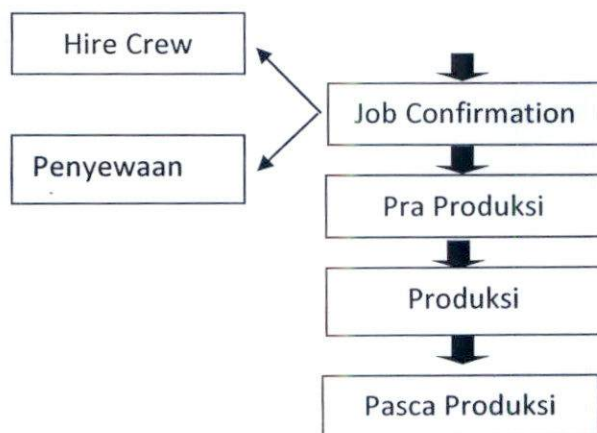 Hire Crew
Job Confirmation
Penyewaan
Pra Produksi
Produksi
Pasca Produksi